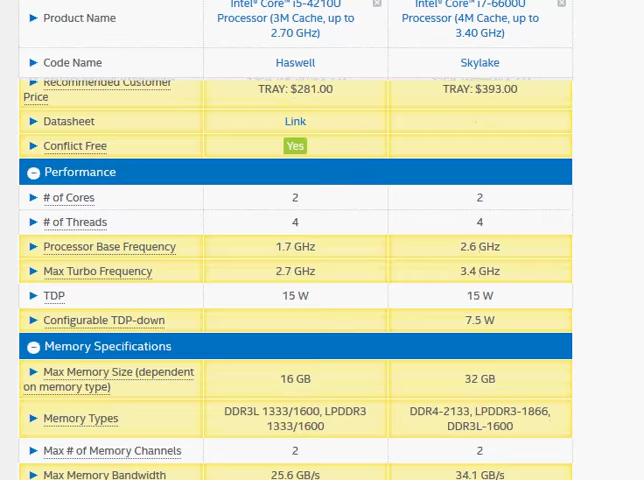 Product Name
Intel® Core™ i5-4210U
Processor (3M Cache, up to
2.70 GHz)
Intel® Core™ i7-6600U
Processor (4M Cache, up to
3.40 GHz)
Code Name Haswell Skylake
Recommended Customer
Price
TRAY: $281.00 TRAY: $393.00
Datasheet Link
Conflict Free Yes
Performance
# of Cores 2 2
# of Threads 4 4
Processor Base Frequency 1.7 GHz 2.6 GHz
Max Turbo Frequency 2.7 GHz 3.4 GHz
TDP 15 W 15 W
Configurable TDP-down 7.5 W
Memory Specifications
Max Memory Size (dependent
on memory type)
16 GB 32 GB
Memory Types
DDR3L 1333/1600, LPDDR3
1333/1600
DDR4-2133, LPDDR3-1866,
DDR3L-1600
Max # of Memory Channels 2 2
Max Memory Bandwidth 25.6 GB/s 34.1 GB/s